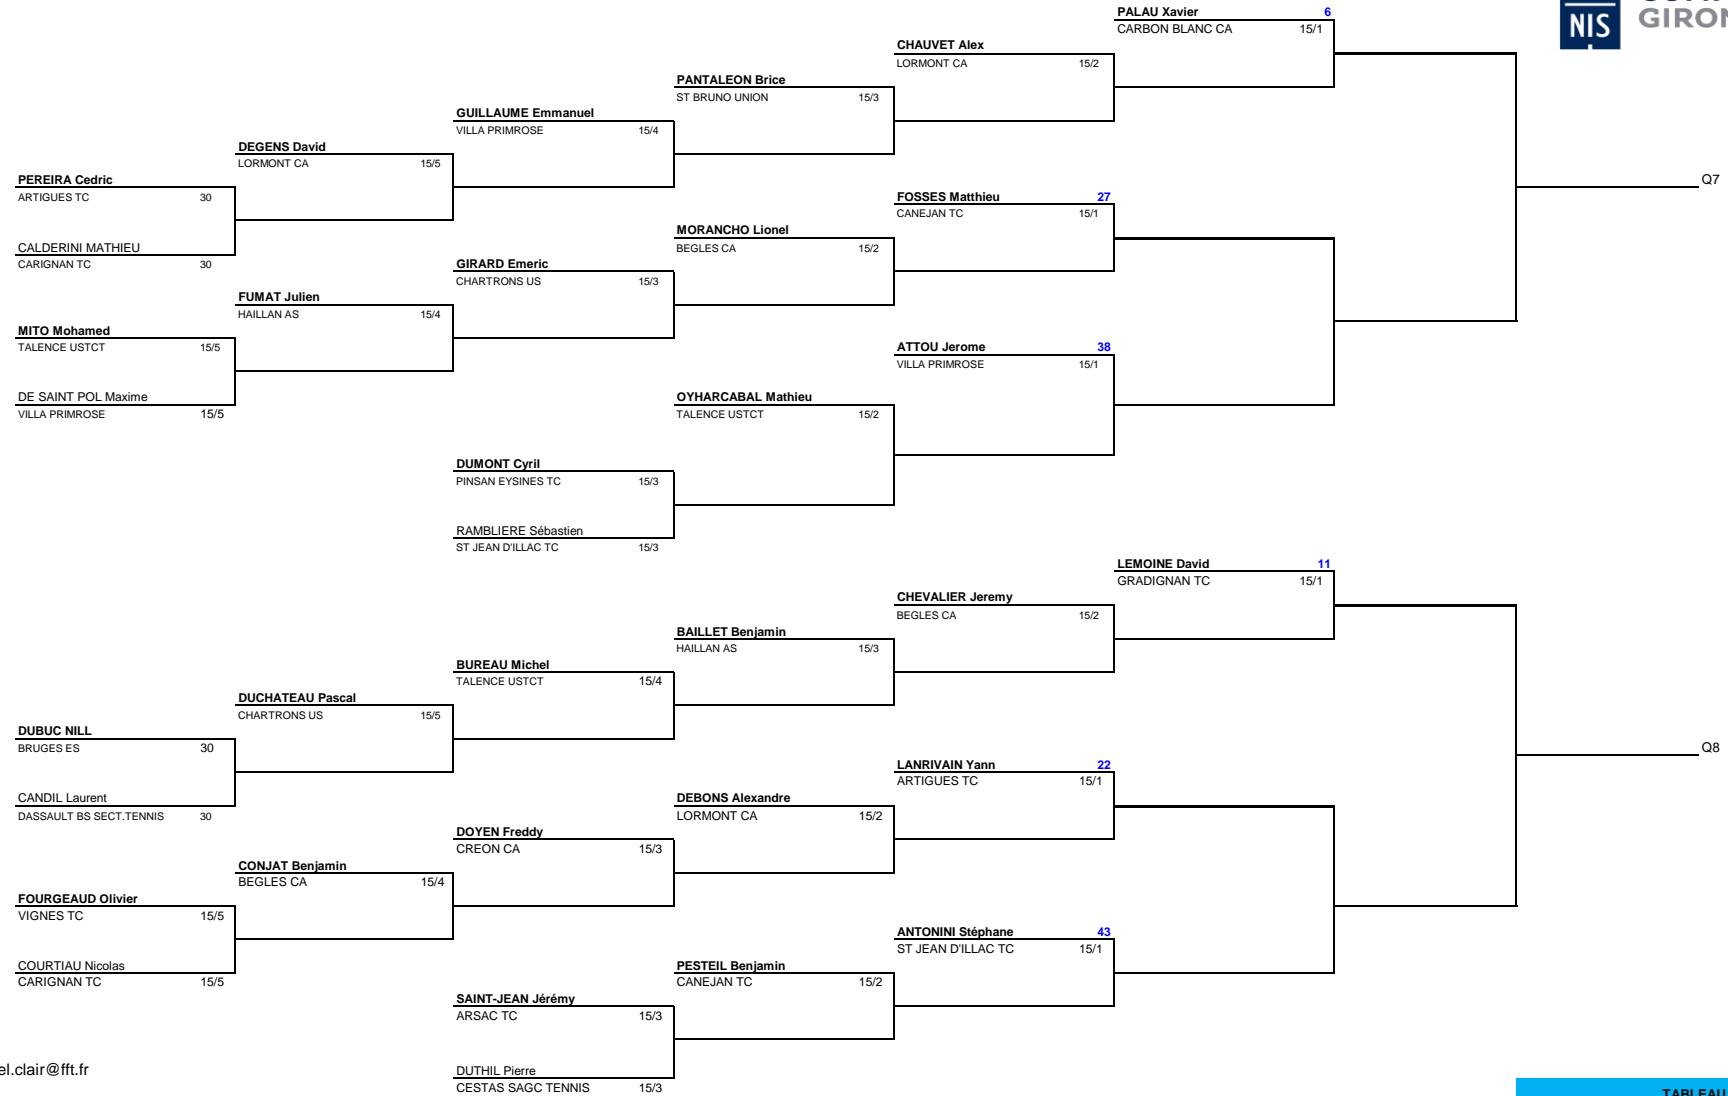 PALAU Xavier 6
CARBON BLANC CA 15/1
NIS
GIRON
CHAUVET Alex
LORMONT CA 15/2
PANTALEON Brice
ST BRUNO UNION 15/3
GUILLAUME Emmanuel
VILLA PRIMROSE 15/4
DEGENS David
LORMONT CA 15/5
PEREIRA Cedric
ARTIGUES TC 30
Q7
FOSSES Matthieu 27
CANEJAN TC 15/1
MORANCHO Lionel
BEGLES CA 15/2
CALDERINI MATHIEU
CARIGNAN TC 30
GIRARD Emeric
CHARTRONS US 15/3
FUMAT Julien
HAILLAN AS 15/4
MITO Mohamed
TALENCE USTCT 15/5
ATTOU Jerome 38
VILLA PRIMROSE 15/1
DE SAINT POL Maxime
VILLA PRIMROSE 15/5
OYHARCABAL Mathieu
TALENCE USTCT 15/2
DUMONT Cyril
PINSAN EYSINES TC 15/3
RAMBLIERE Sébastien
ST JEAN D'ILLAC TC 15/3
LEMOINE David 11
GRADIGNAN TC 15/1
CHEVALIER Jeremy
BEGLES CA 15/2
BAILLET Benjamin
HAILLAN AS 15/3
BUREAU Michel
TALENCE USTCT 15/4
DUCHATEAU Pascal
CHARTRONS US 15/5
DUBUC NILL
BRUGES ES 30
Q8
LANRIVAIN Yann 22
ARTIGUES TC 15/1
CANDIL Laurent
DASSAULT BS SECT.TENNIS 30
DEBONS Alexandre
LORMONT CA 15/2
DOYEN Freddy
CREON CA 15/3
CONJAT Benjamin
BEGLES CA 15/4
FOURGEAUD Olivier
VIGNES TC 15/5
ANTONINI Stéphane 43
ST JEAN D'ILLAC TC 15/1
COURTIAU Nicolas
CARIGNAN TC 15/5
PESTEIL Benjamin
CANEJAN TC 15/2
SAINT-JEAN Jérémy
ARSAC TC 15/3
el.clair@fft.fr
DUTHIL Pierre
CESTAS SAGC TENNIS 15/3
TABLEAU